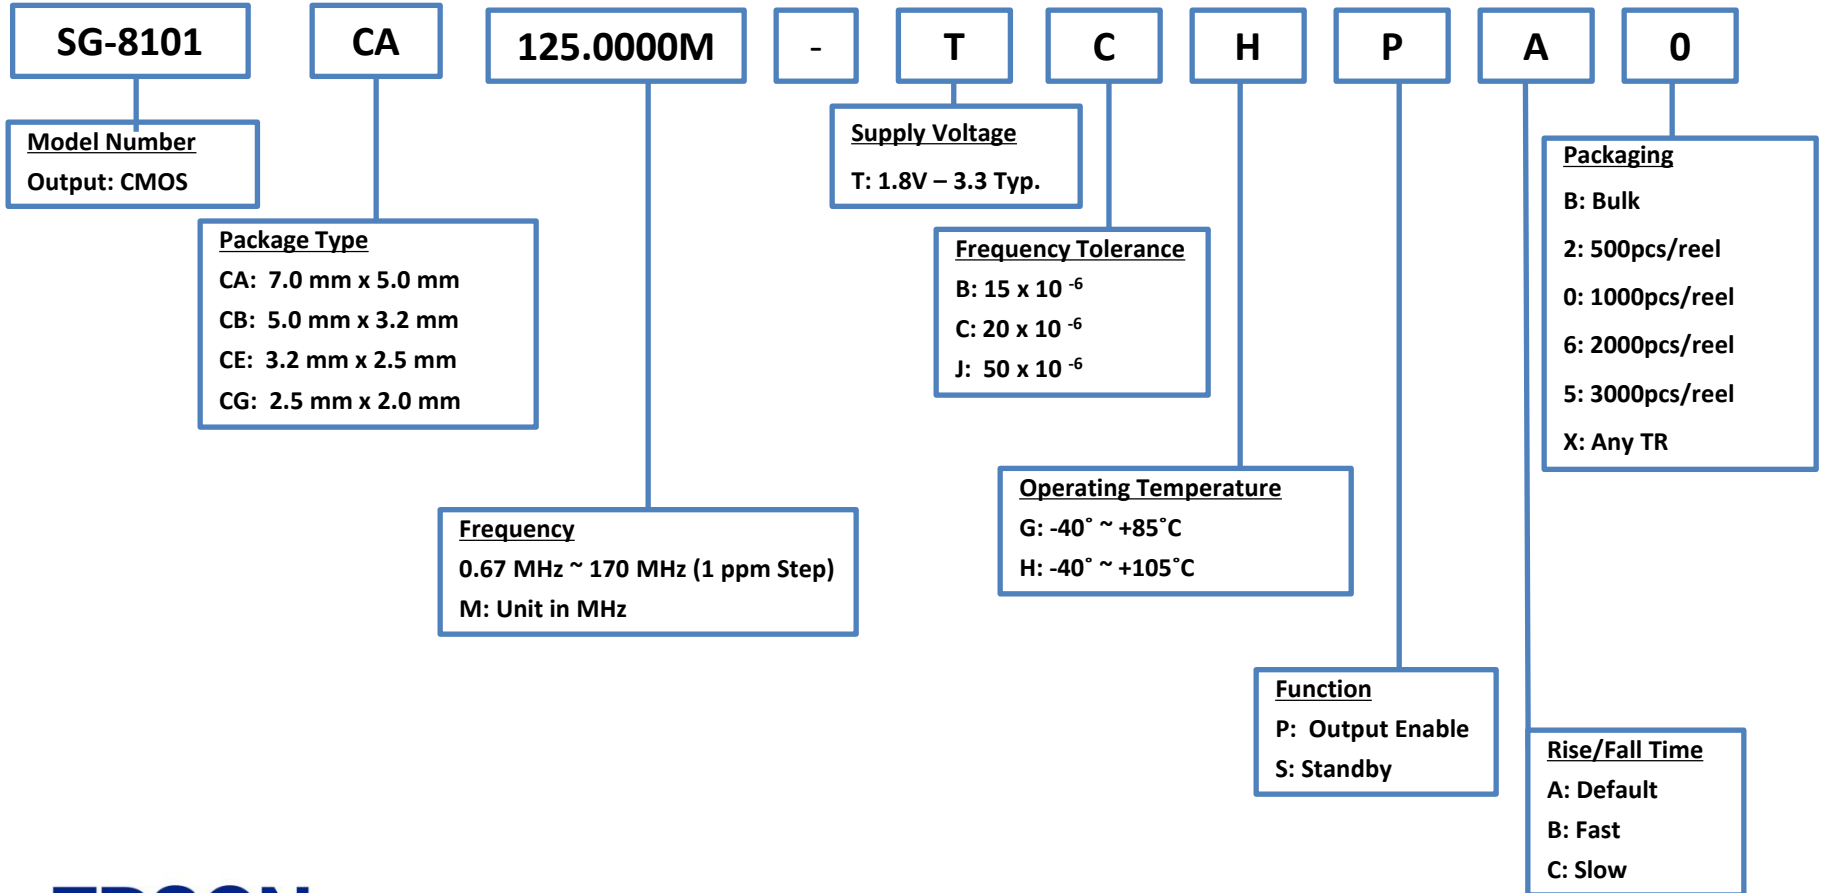 SG-8101 CA 125.0000M - T C H P A 0
Model Number
Output: CMOS
Package Type
CA: 7.0 mm x 5.0 mm
CB: 5.0 mm x 3.2 mm
CE: 3.2 mm x 2.5 mm
CG: 2.5 mm x 2.0 mm
Frequency
0.67 MHz ~ 170 MHz (1 ppm Step)
M: Unit in MHz
Supply Voltage
T: 1.8V – 3.3 Typ.
Frequency Tolerance
B: 15 x 10 -6
C: 20 x 10 -6
J: 50 x 10 -6
Operating Temperature
G: -40˚ ~ +85˚C
H: -40˚ ~ +105˚C
Function
P: Output Enable
S: Standby
Rise/Fall Time
A: Default
B: Fast
C: Slow
Packaging
B: Bulk
2: 500pcs/reel
0: 1000pcs/reel
6: 2000pcs/reel
5: 3000pcs/reel
X: Any TR